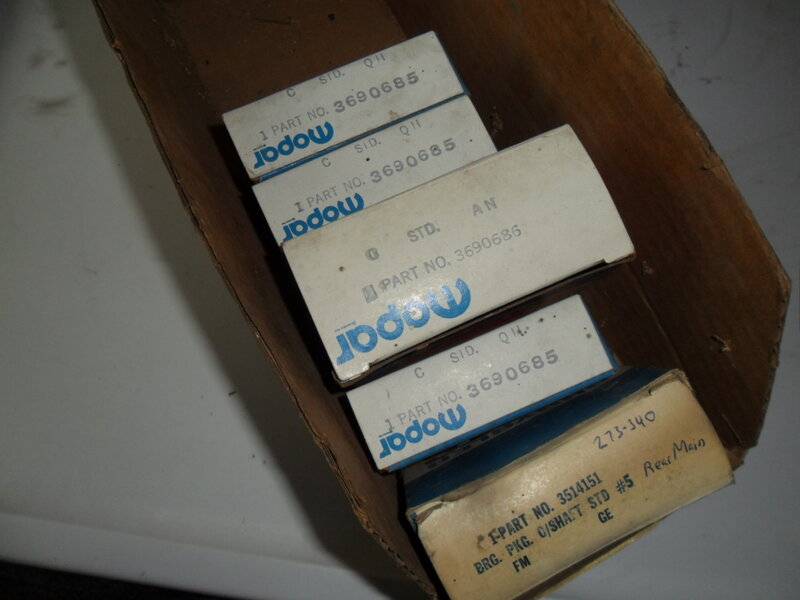 C STD. QH
1 PART NO. 3690685
Mopar
C STD. QH
1 PART NO. 3690685
Mopar
G STD. AN
1 PART NO. 3690686
Mopar
C STD. QH
1 PART NO. 3690685
Mopar
273-340
Rear Main
1-PART NO. 3514151
BRG. PKG. C/SHAFT STD #5
FM GE